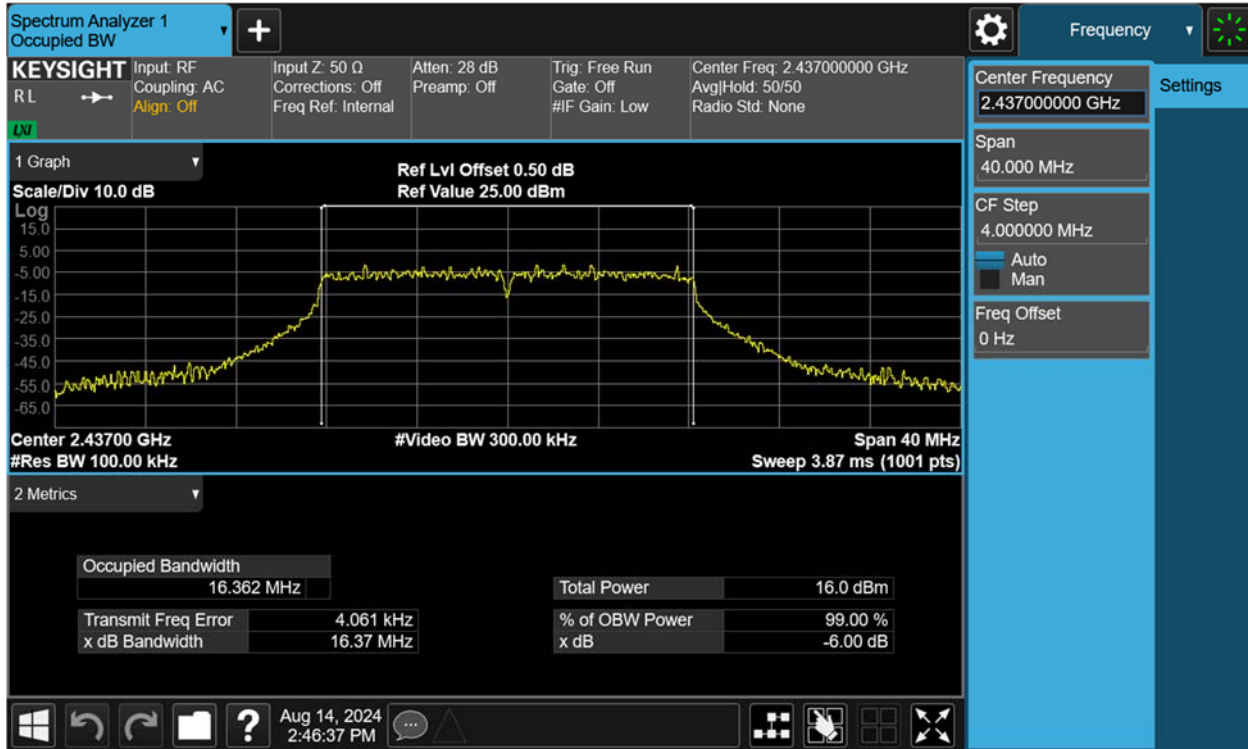 Spectrum Analyzer 1
Occupied BW
+
Frequency
KEYSIGHT
R L
LXI
Input: RF
Coupling: AC
Align: Off
Input Z: 50 Ω
Corrections: Off
Freq Ref: Internal
Atten: 28 dB
Preamp: Off
Trig: Free Run
Gate: Off
#IF Gain: Low
Center Freq: 2.437000000 GHz
Avg|Hold: 50/50
Radio Std: None
Center Frequency
2.437000000 GHz
Settings
Span
40.000 MHz
CF Step
4.000000 MHz
Auto
Man
Freq Offset
0 Hz
1 Graph
Ref Lvl Offset 0.50 dB
Scale/Div 10.0 dB
Ref Value 25.00 dBm
Log
15.0
5.00
-5.00
-15.0
-25.0
-35.0
-45.0
-55.0
-65.0
Center 2.43700 GHz
#Video BW 300.00 kHz
Span 40 MHz
#Res BW 100.00 kHz
Sweep 3.87 ms (1001 pts)
2 Metrics
Occupied Bandwidth
16.362 MHz
Total Power 16.0 dBm
Transmit Freq Error 4.061 kHz
% of OBW Power 99.00 %
x dB Bandwidth 16.37 MHz
x dB -6.00 dB
?
Aug 14, 2024
2:46:37 PM